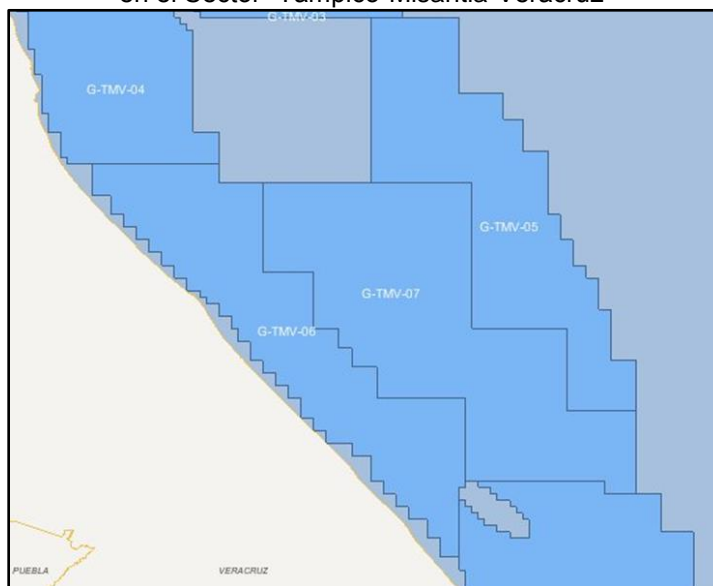 en el Sector "Tampico-Misantla-Veracruz"
G-TMV-03
G-TMV-04
G-TMV-05
G-TMV-07
G-TMV-06
PUEBLA
VERACRUZ